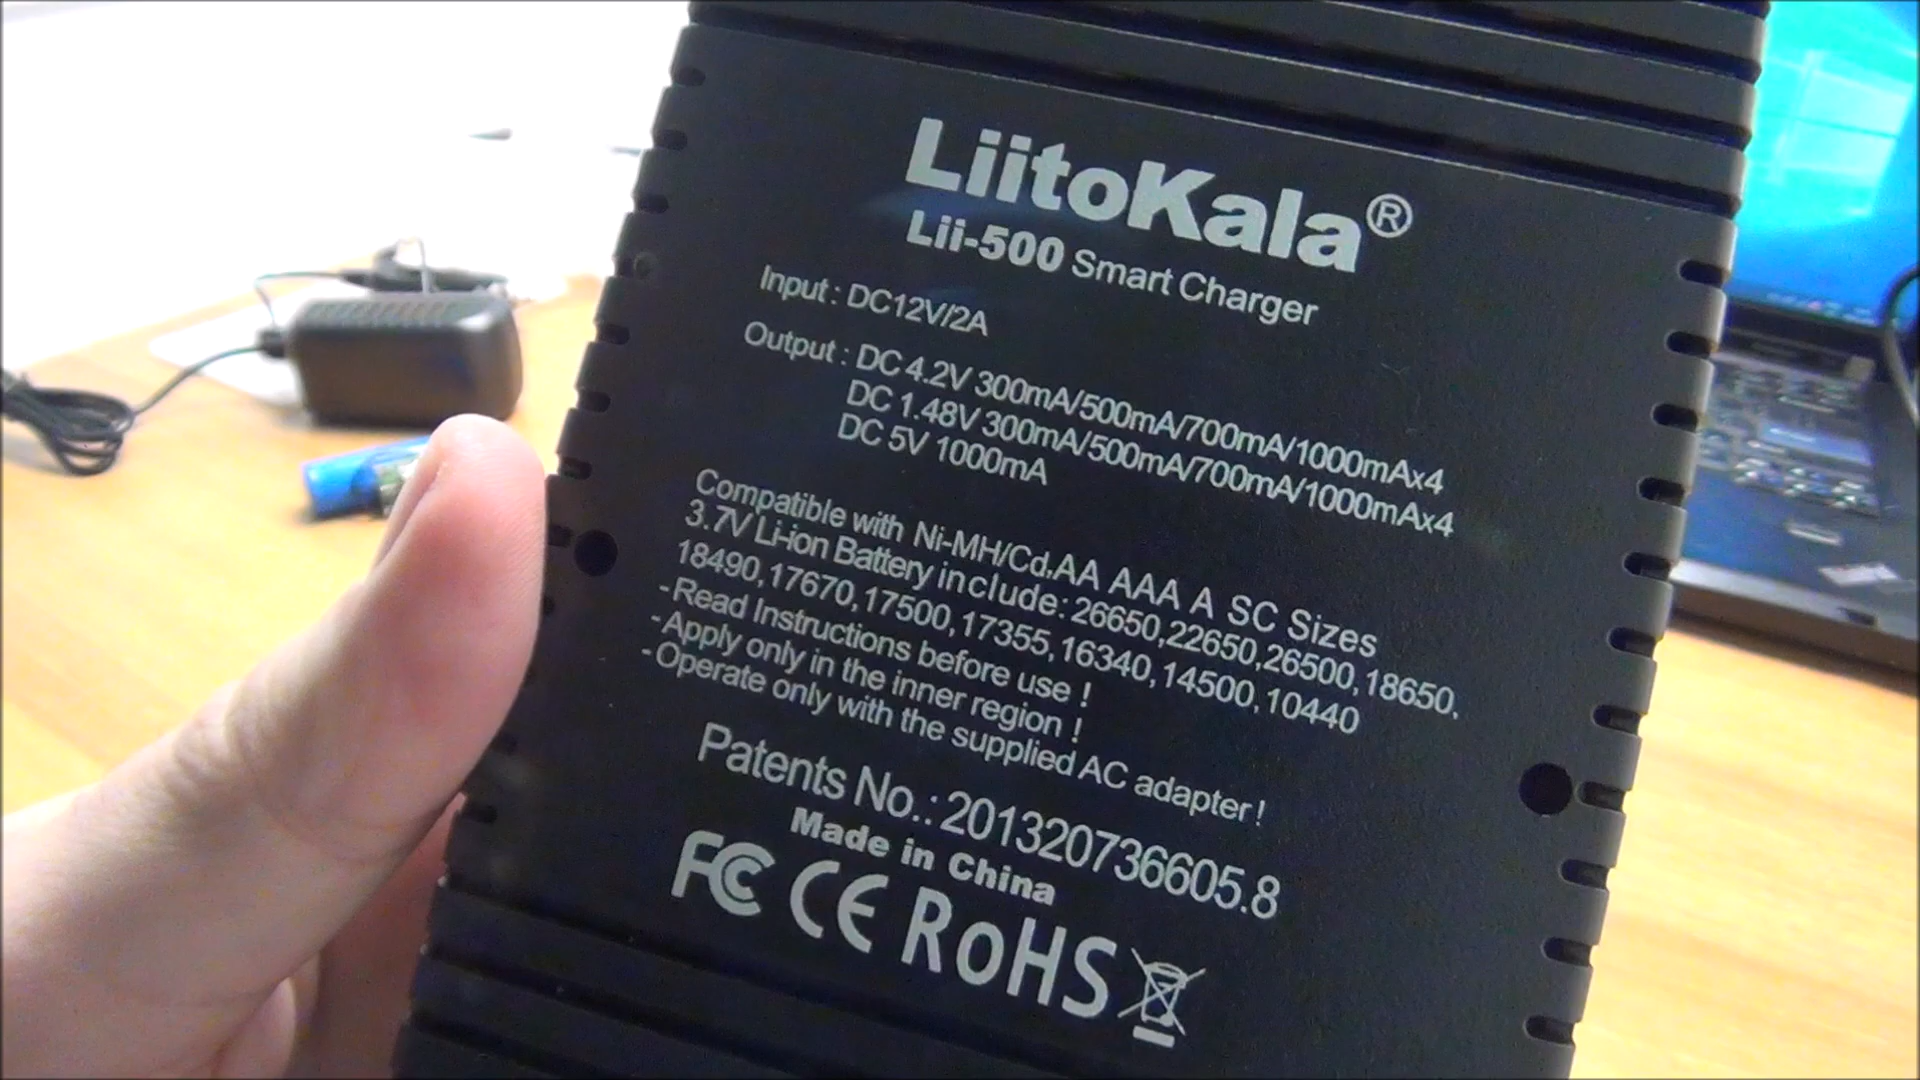 LiitoKala®
Lii-500 Smart Charger
Input : DC12V/2A
Output : DC 4.2V 300mA/500mA/700mA/1000mAx4
DC 1.48V 300mA/500mA/700mA/1000mAx4
DC 5V 1000mA
Compatible with Ni-MH/Cd,AA AAA A SC Sizes
3.7V Li-ion Battery include: 26650,22650,26500,18650,
18490,17670,17500,17355,16340,14500,10440
-Read Instructions before use !
-Apply only in the inner region !
-Operate only with the supplied AC adapter !
Patents No.: 201320736605.8
Made in China
FC CE RoHS